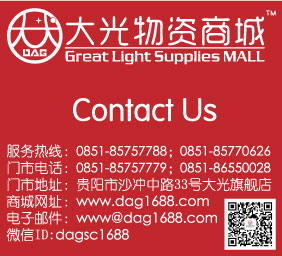 大光物资商城™
DAG
Great Light Supplies MALL
Contact Us
服务热线：0851-85757788；0851-85770626
门市电话：0851-85757779；0851-86550028
门市地址：贵阳市沙冲中路33号大光旗舰店
商城网址：www.dag1688.com
电子邮件：www@dag1688.com
微信ID:dagsc1688